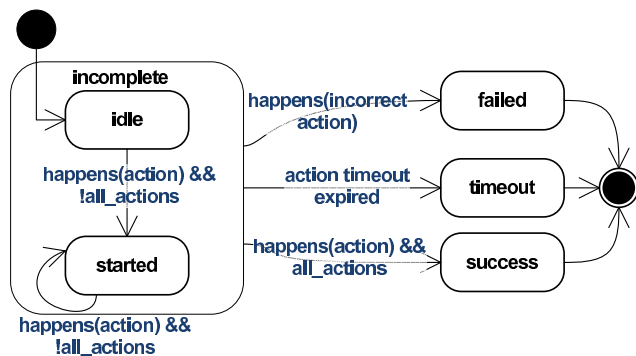 incomplete
idle
happens(action) &&
!all_actions
started
happens(action) &&
!all_actions
happens(incorrect
action)
failed
action timeout
expired
timeout
happens(action) &&
all_actions
success